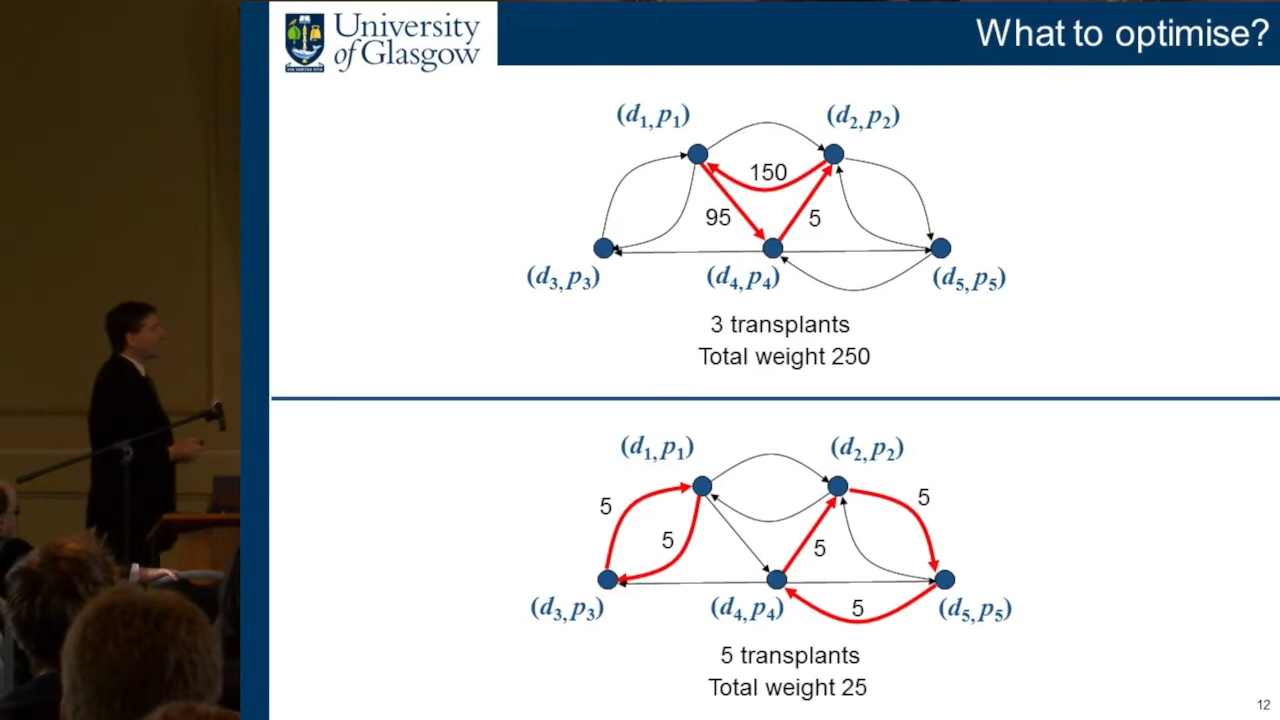 University
of Glasgow
What to optimise?
(d₁,p₁)
(d₂,p₂)
150
95
5
(d₃,p₃)
(d₄,p₄)
(d₅,p₅)
3 transplants
Total weight 250
(d₁,p₁)
(d₂,p₂)
5
5
5
5
5
(d₃,p₃)
(d₄,p₄)
(d₅,p₅)
5 transplants
Total weight 25
12